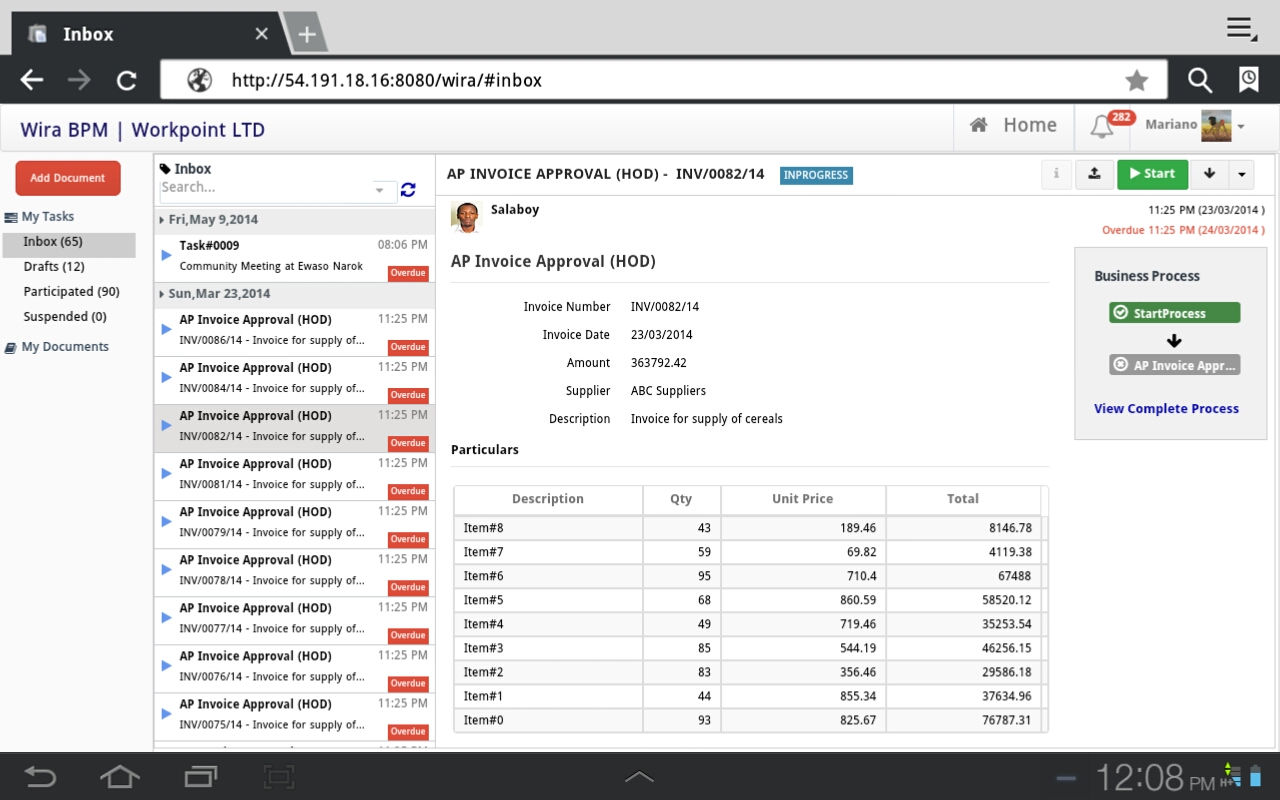 Inbox
http://54.191.18.16:8080/wira/#inbox
Wira BPM | Workpoint LTD
Home
282
Mariano
Add Document
My Tasks
Inbox (65)
Drafts (12)
Participated (90)
Suspended (0)
My Documents
Inbox
Search...
Fri,May 9,2014
Task#0009 08:06 PM
Community Meeting at Ewaso Narok
Overdue
Sun,Mar 23,2014
AP Invoice Approval (HOD) 11:25 PM
INV/0086/14 - Invoice for supply of...
Overdue
AP Invoice Approval (HOD) 11:25 PM
INV/0084/14 - Invoice for supply of...
Overdue
AP Invoice Approval (HOD) 11:25 PM
INV/0082/14 - Invoice for supply of...
Overdue
AP Invoice Approval (HOD) 11:25 PM
INV/0081/14 - Invoice for supply of...
Overdue
AP Invoice Approval (HOD) 11:25 PM
INV/0079/14 - Invoice for supply of...
Overdue
AP Invoice Approval (HOD) 11:25 PM
INV/0078/14 - Invoice for supply of...
Overdue
AP Invoice Approval (HOD) 11:25 PM
INV/0077/14 - Invoice for supply of...
Overdue
AP Invoice Approval (HOD) 11:25 PM
INV/0076/14 - Invoice for supply of...
Overdue
AP Invoice Approval (HOD) 11:25 PM
INV/0075/14 - Invoice for supply of...
Overdue
AP INVOICE APPROVAL (HOD) - INV/0082/14 INPROGRESS
Start
Salaboy
11:25 PM (23/03/2014 )
Overdue 11:25 PM (24/03/2014 )
AP Invoice Approval (HOD)
Invoice Number INV/0082/14
Invoice Date 23/03/2014
Amount 363792.42
Supplier ABC Suppliers
Description Invoice for supply of cereals
Particulars
Description Qty Unit Price Total
Item#8 43 189.46 8146.78
Item#7 59 69.82 4119.38
Item#6 95 710.4 67488
Item#5 68 860.59 58520.12
Item#4 49 719.46 35253.54
Item#3 85 544.19 46256.15
Item#2 83 356.46 29586.18
Item#1 44 855.34 37634.96
Item#0 93 825.67 76787.31
Business Process
StartProcess
AP Invoice Appr...
View Complete Process
12:08 PM
H+